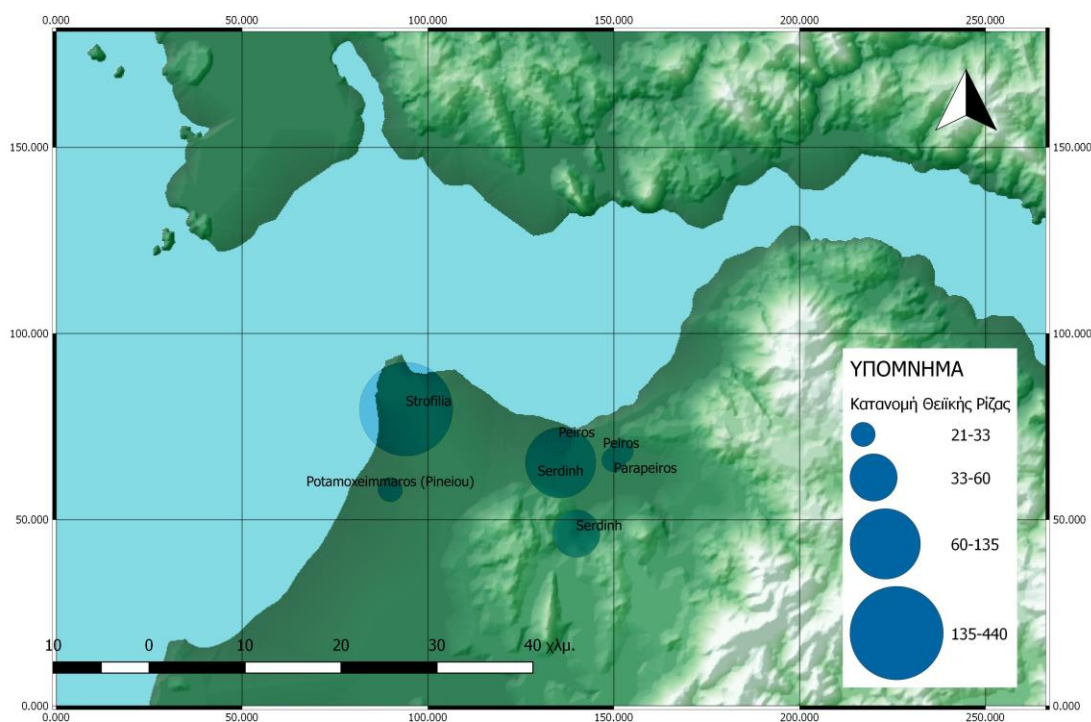 0.000 50.000 100.000 150.000 200.000 250.000
150.000 150.000
100.000 100.000
ΥΠΟΜΝΗΜΑ
Κατανομή Θειϊκής Ρίζας
21-33
33-60
60-135
135-440
Strofilia
Peiros
Peiros
Serdinh
Parapeiros
Potamoxeimmaros (Pineiou)
50.000 50.000
Serdinh
10 0 10 20 30 40 χλμ.
0.000 0.000
0.000 50.000 100.000 150.000 200.000 250.000